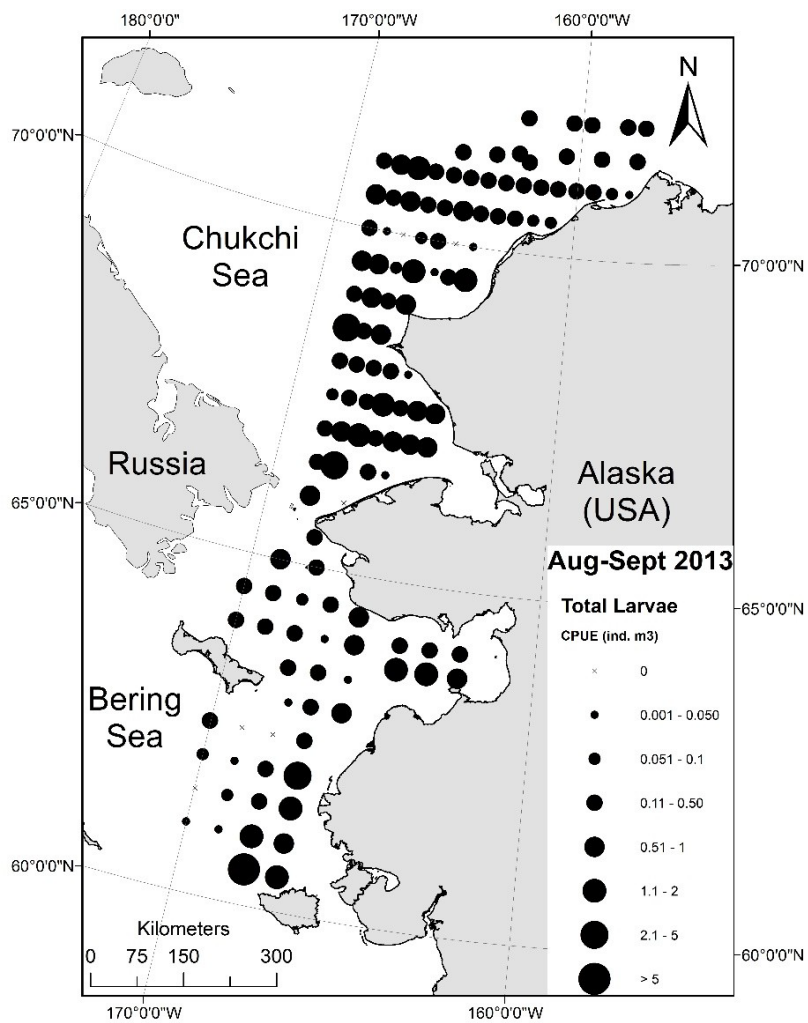 180°0'0" 170°0'0"W 160°0'0"W
N
70°0'0"N
Chukchi
Sea
70°0'0"N
Russia
Alaska
(USA)
65°0'0"N
Aug-Sept 2013
Total Larvae
65°0'0"N
CPUE (ind. m3)
0
Bering
Sea
0.001 - 0.050
0.051 - 0.1
0.11 - 0.50
0.51 - 1
60°0'0"N
1.1 - 2
Kilometers
2.1 - 5
0 75 150 300
60°0'0"N
> 5
170°0'0"W 160°0'0"W